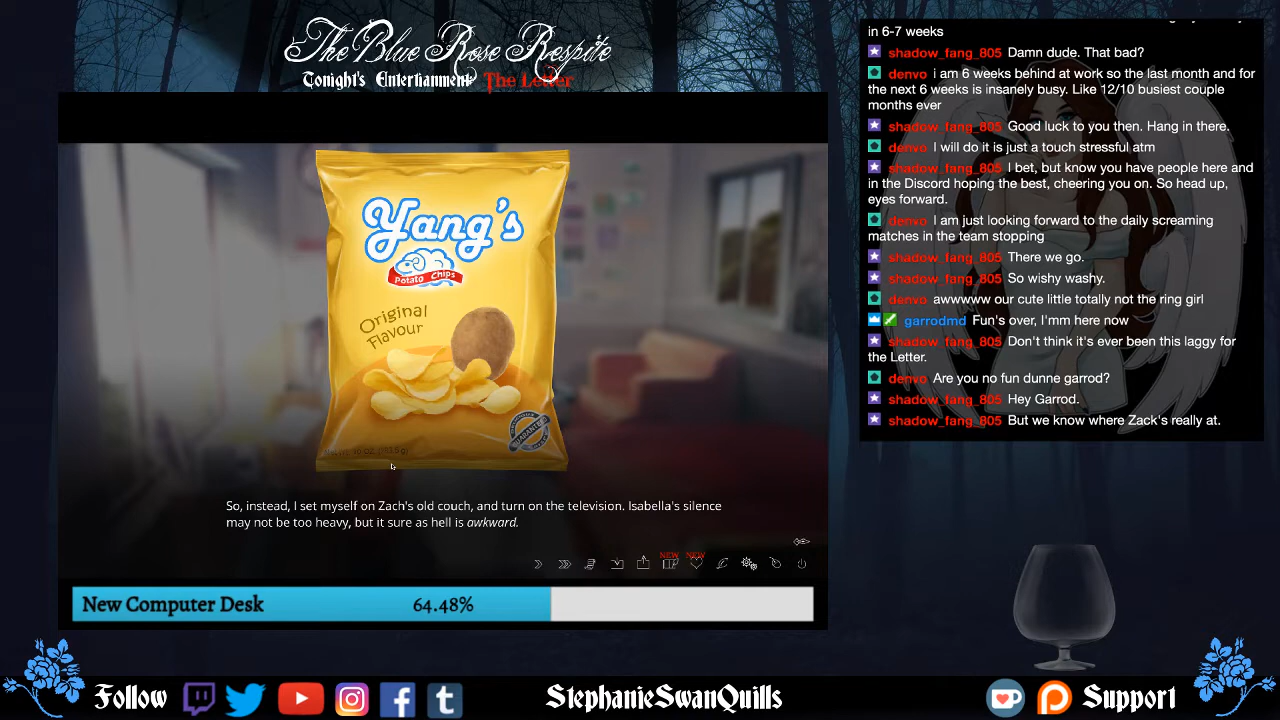 The Blue Rose Respite
Tonight's Entertainment The Letter
in 6-7 weeks
shadow_fang_805 Damn dude. That bad?
denvo i am 6 weeks behind at work so the last month and for
the next 6 weeks is insanely busy. Like 12/10 busiest couple
months ever
shadow_fang_805 Good luck to you then. Hang in there.
denvo I will do it is just a touch stressful atm
shadow_fang_805 I bet, but know you have people here and
in the Discord hoping the best, cheering you on. So head up,
eyes forward.
denvo I am just looking forward to the daily screaming
matches in the team stopping
shadow_fang_805 There we go.
shadow_fang_805 So wishy washy.
denvo awwwww our cute little totally not the ring girl
garrodmd Fun's over, I'mm here now
shadow_fang_805 Don't think it's ever been this laggy for
the Letter.
denvo Are you no fun dunne garrod?
shadow_fang_805 Hey Garrod.
shadow_fang_805 But we know where Zack's really at.
Yang's
Potato Chips
Original
Flavour
So, instead, I set myself on Zach's old couch, and turn on the television. Isabella's silence
may not be too heavy, but it sure as hell is awkward.
NEW NEW
New Computer Desk 64.48%
Follow StephanieSwanQuills Support